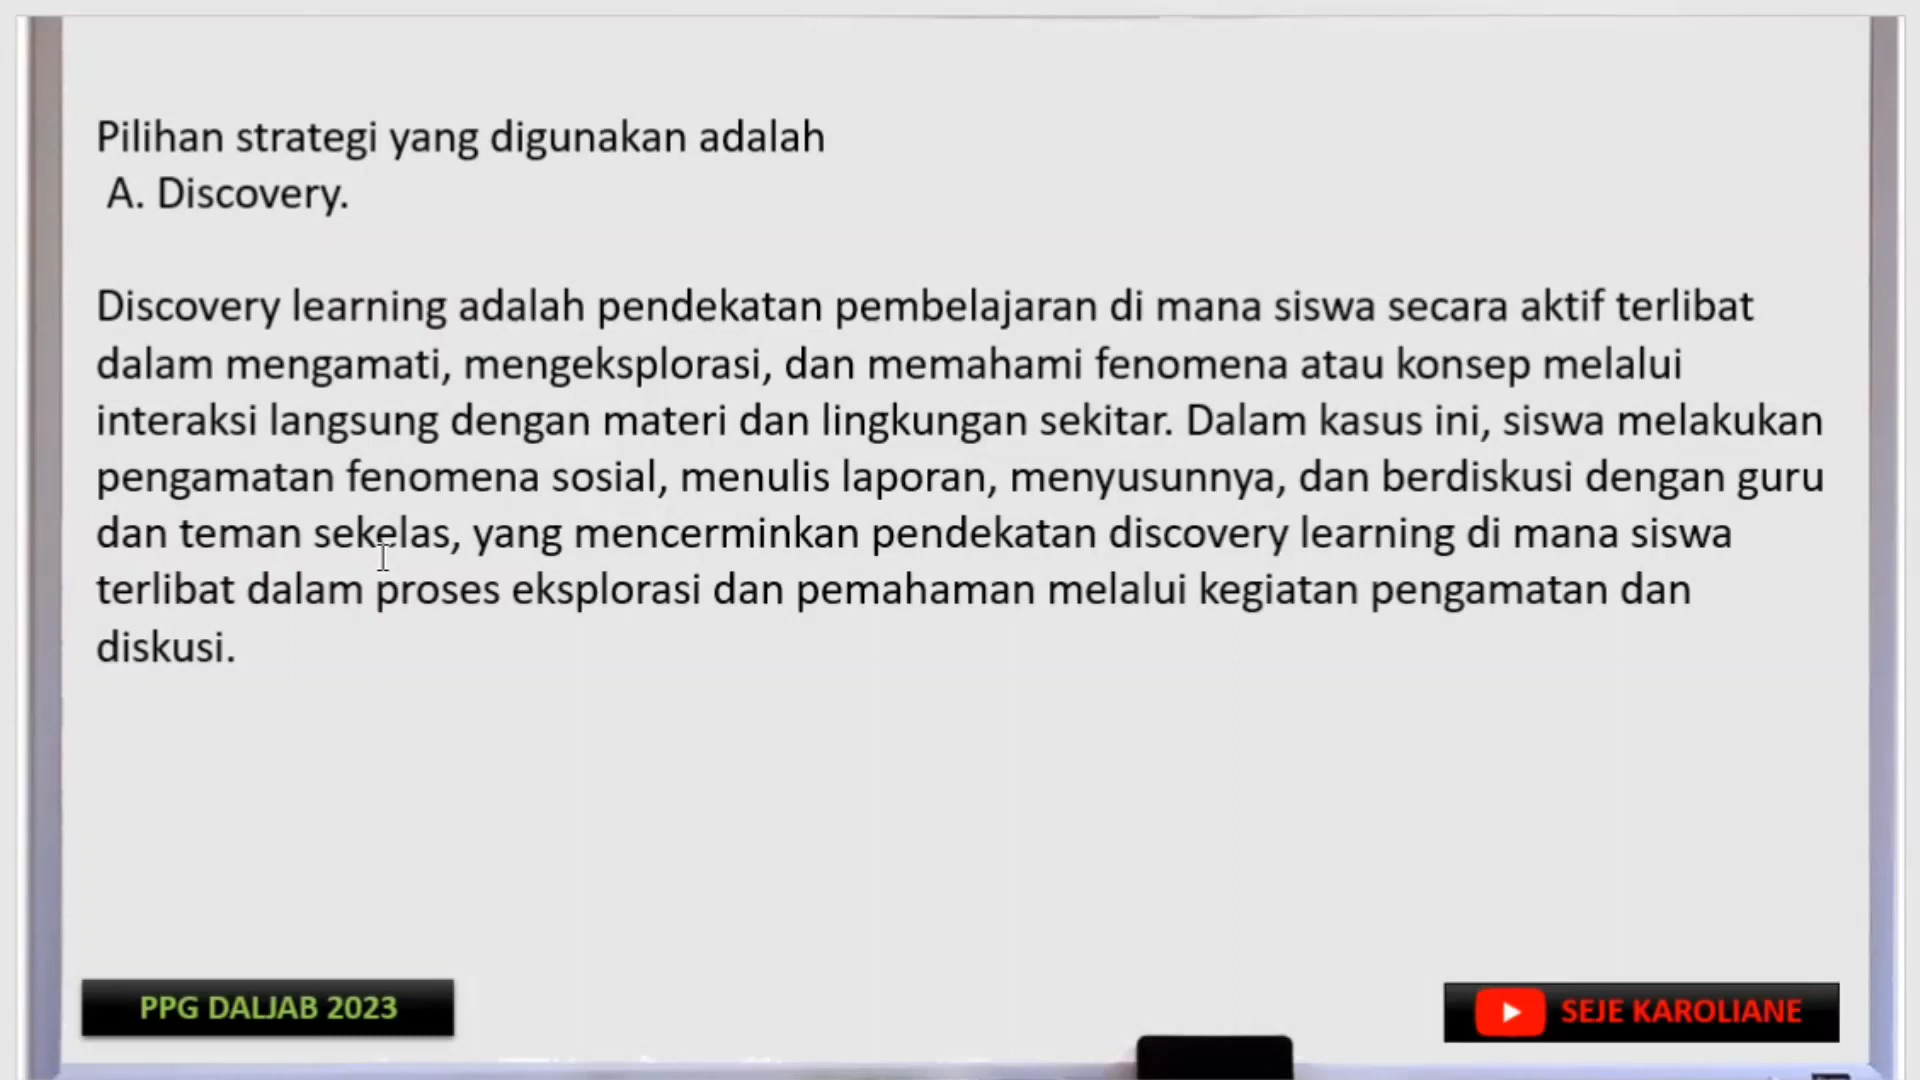 Pilihan strategi yang digunakan adalah
A. Discovery.
Discovery learning adalah pendekatan pembelajaran di mana siswa secara aktif terlibat
dalam mengamati, mengeksplorasi, dan memahami fenomena atau konsep melalui
interaksi langsung dengan materi dan lingkungan sekitar. Dalam kasus ini, siswa melakukan
pengamatan fenomena sosial, menulis laporan, menyusunnya, dan berdiskusi dengan guru
dan teman sekelas, yang mencerminkan pendekatan discovery learning di mana siswa
terlibat dalam proses eksplorasi dan pemahaman melalui kegiatan pengamatan dan
diskusi.
PPG DALJAB 2023
SEJE KAROLIANE